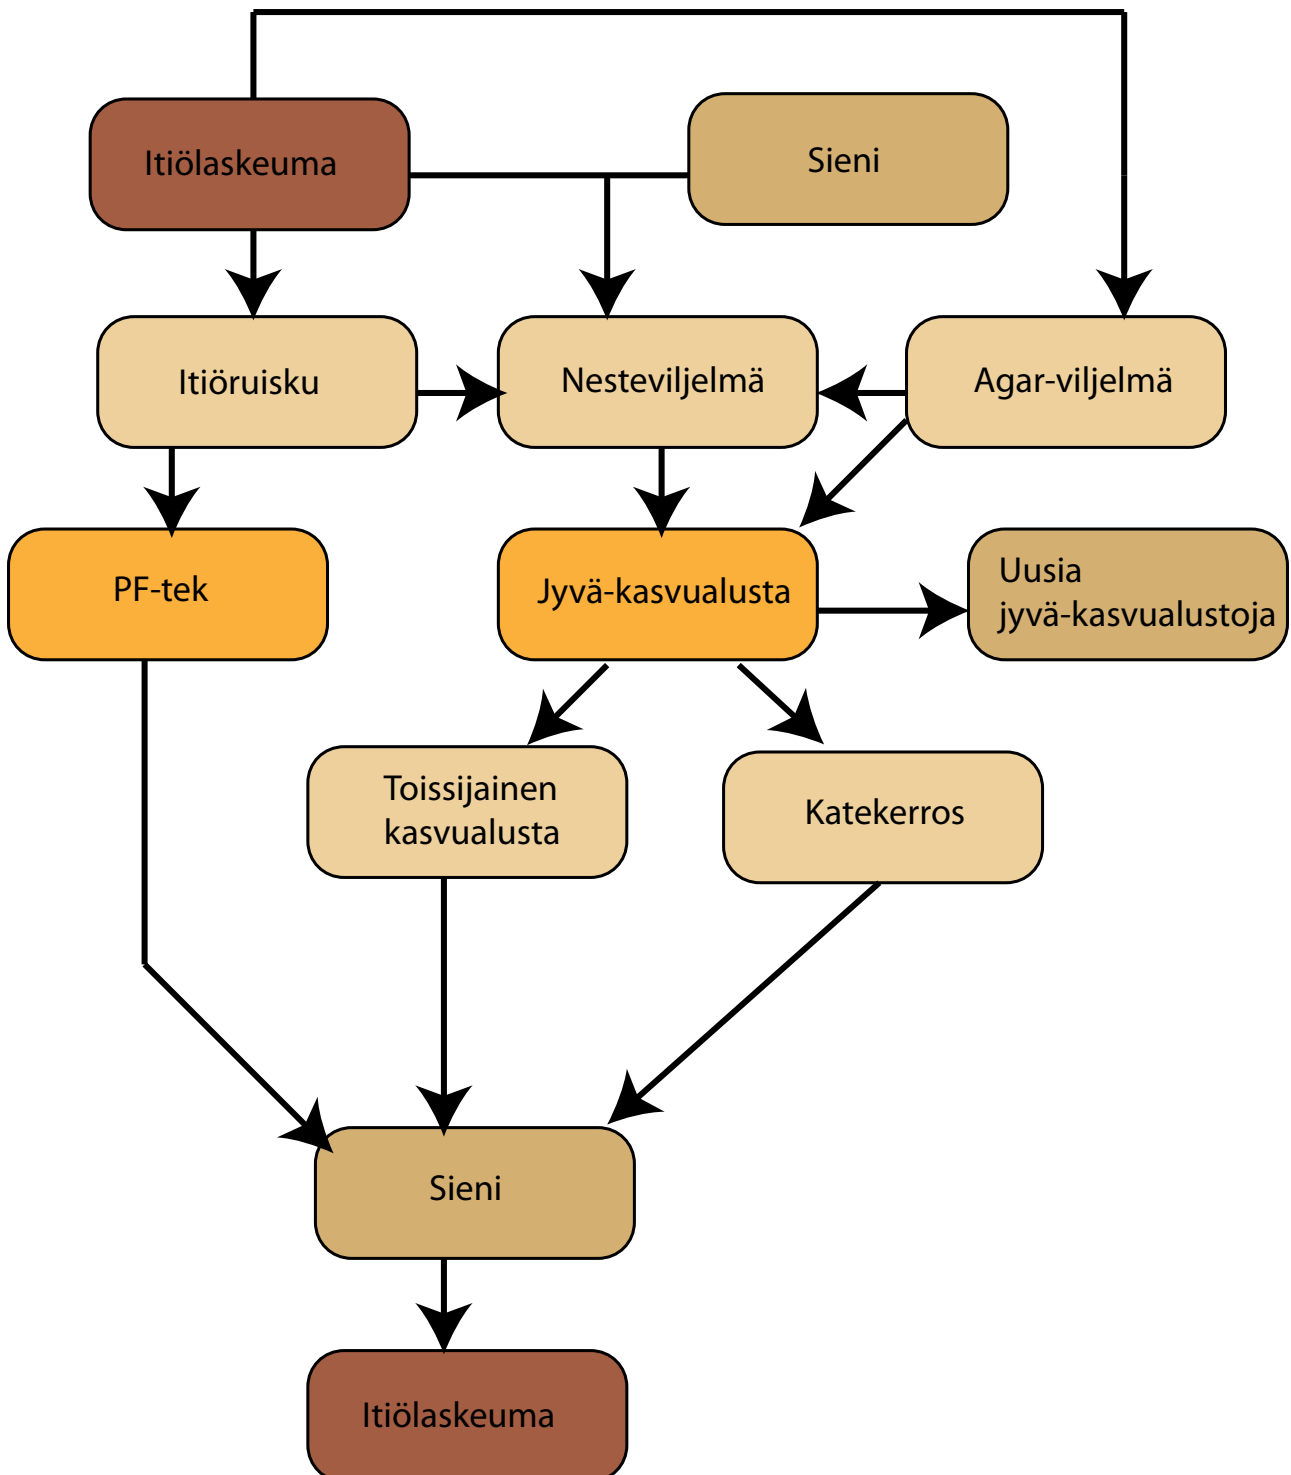 Itiölaskeuma
Sieni
Itiöruisku
Nesteviljelmä
Agar-viljelmä
PF-tek
Jyvä-kasvualusta
Uusia
jyvä-kasvualustoja
Toissijainen
kasvualusta
Katekerros
Sieni
Itiölaskeuma